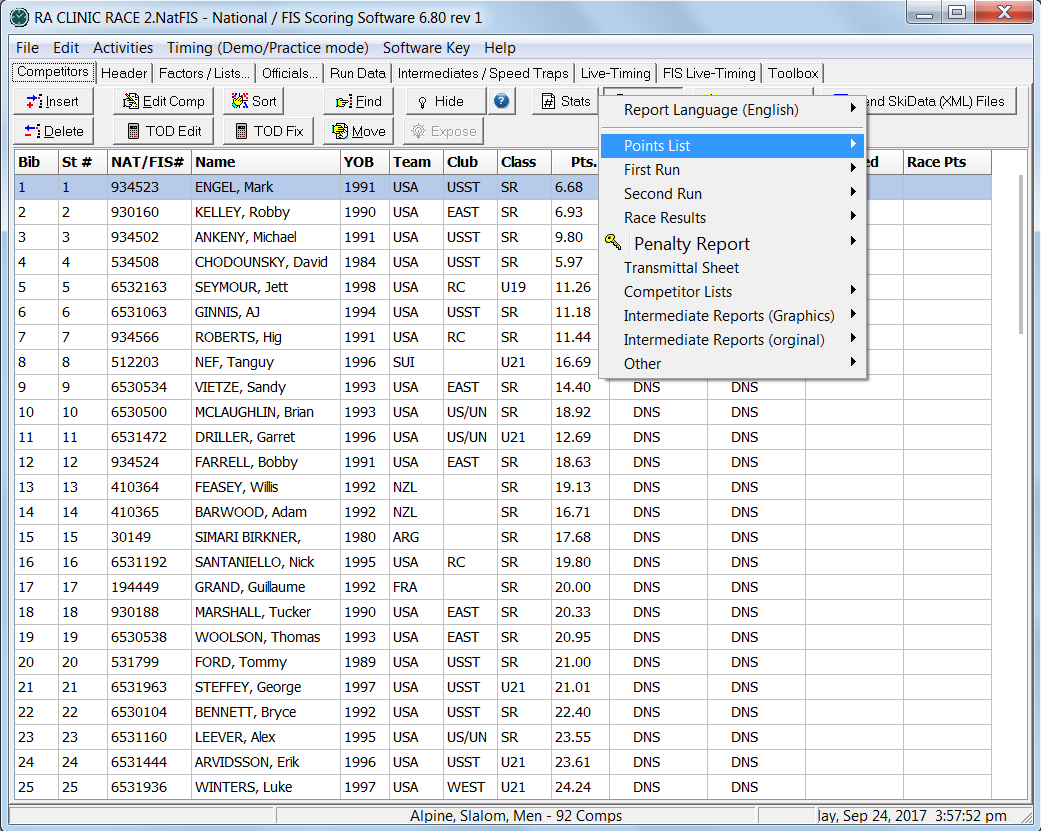 RA CLINIC RACE 2.NatFIS - National / FIS Scoring Software 6.80 rev 1
File Edit Activities Timing (Demo/Practice mode) Software Key Help
Competitors Header Factors / Lists... Officials... Run Data Intermediates / Speed Traps Live-Timing FIS Live-Timing Toolbox
Insert Edit Comp Sort Find Hide ? Stats nd SkiData (XML) Files
Delete TOD Edit TOD Fix Move Expose
Report Language (English)
Points List
First Run
Second Run
Race Results
Penalty Report
Transmittal Sheet
Competitor Lists
Intermediate Reports (Graphics)
Intermediate Reports (orginal)
Other
Bib St # NAT/FIS# Name YOB Team Club Class Pts. ed Race Pts
1 1 934523 ENGEL, Mark 1991 USA USST SR 6.68
2 2 930160 KELLEY, Robby 1990 USA EAST SR 6.93
3 3 934502 ANKENY, Michael 1991 USA USST SR 9.80
4 4 534508 CHODOUNSKY, David 1984 USA USST SR 5.97
5 5 6532163 SEYMOUR, Jett 1998 USA RC U19 11.26
6 6 6531063 GINNIS, AJ 1994 USA USST SR 11.18
7 7 934566 ROBERTS, Hig 1991 USA RC SR 11.44
8 8 512203 NEF, Tanguy 1996 SUI U21 16.69
9 9 6530534 VIETZE, Sandy 1993 USA EAST SR 14.40 DNS DNS
10 10 6530500 MCLAUGHLIN, Brian 1993 USA US/UN SR 18.92 DNS DNS
11 11 6531472 DRILLER, Garret 1996 USA US/UN U21 12.69 DNS DNS
12 12 934524 FARRELL, Bobby 1991 USA EAST SR 18.63 DNS DNS
13 13 410364 FEASEY, Willis 1992 NZL SR 19.13 DNS DNS
14 14 410365 BARWOOD, Adam 1992 NZL SR 16.71 DNS DNS
15 15 30149 SIMARI BIRKNER, 1980 ARG SR 17.68 DNS DNS
16 16 6531192 SANTANIELLO, Nick 1995 USA RC SR 19.80 DNS DNS
17 17 194449 GRAND, Guillaume 1992 FRA SR 20.00 DNS DNS
18 18 930188 MARSHALL, Tucker 1990 USA EAST SR 20.33 DNS DNS
19 19 6530538 WOOLSON, Thomas 1993 USA EAST SR 20.95 DNS DNS
20 20 531799 FORD, Tommy 1989 USA USST SR 21.00 DNS DNS
21 21 6531963 STEFFEY, George 1997 USA USST U21 21.01 DNS DNS
22 22 6530104 BENNETT, Bryce 1992 USA USST SR 22.40 DNS DNS
23 23 6531160 LEEVER, Alex 1995 USA US/UN SR 23.55 DNS DNS
24 24 6531444 ARVIDSSON, Erik 1996 USA USST U21 23.61 DNS DNS
25 25 6531936 WINTERS, Luke 1997 USA WEST U21 24.24 DNS DNS
Alpine, Slalom, Men - 92 Comps lay, Sep 24, 2017 3:57:52 pm